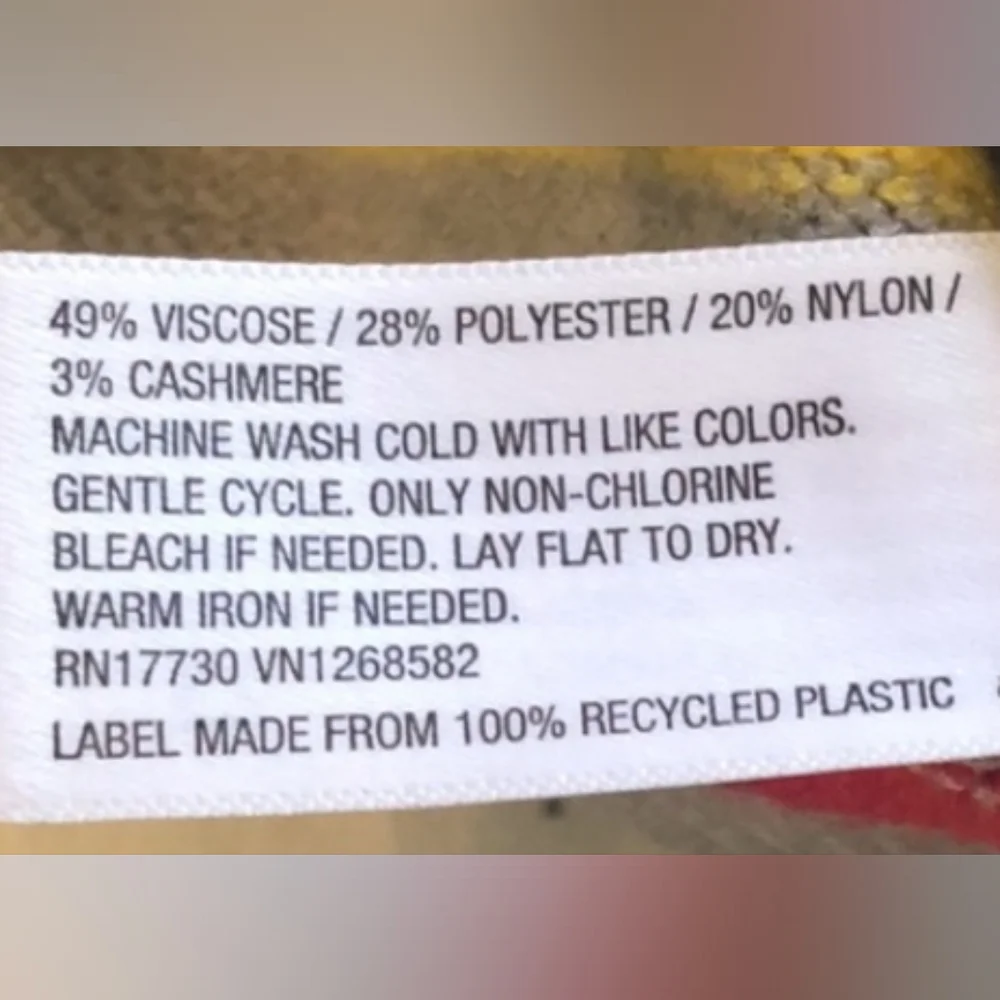 49% VISCOSE / 28% POLYESTER / 20% NYLON /
3% CASHMERE
MACHINE WASH COLD WITH LIKE COLORS.
GENTLE CYCLE. ONLY NON-CHLORINE
BLEACH IF NEEDED. LAY FLAT TO DRY.
WARM IRON IF NEEDED.
RN17730 VN1268582
LABEL MADE FROM 100% RECYCLED PLASTIC